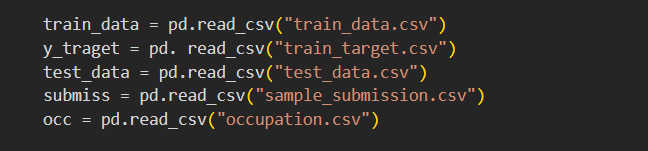 train_data = pd.read_csv("train_data.csv")
y_traget = pd. read_csv("train_target.csv")
test_data = pd.read_csv("test_data.csv")
submiss = pd.read_csv("sample_submission.csv")
occ = pd.read_csv("occupation.csv")